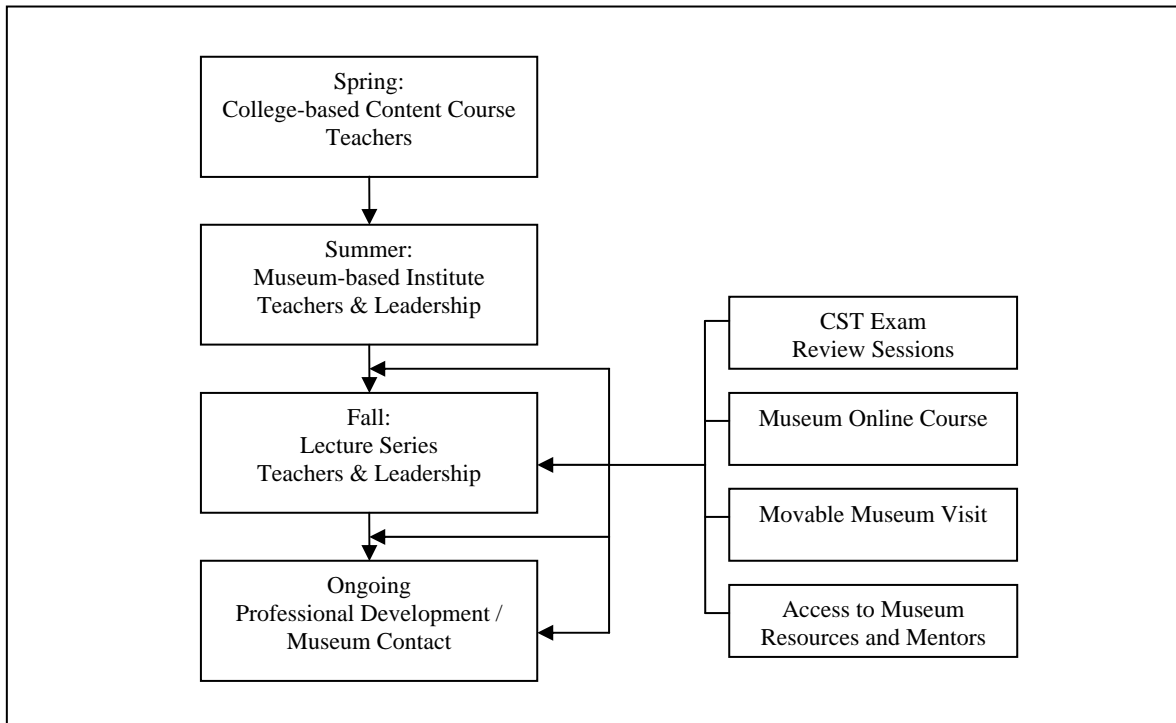 Spring:
College-based Content Course
Teachers
Summer:
Museum-based Institute
Teachers & Leadership
Fall:
Lecture Series
Teachers & Leadership
Ongoing
Professional Development /
Museum Contact
CST Exam
Review Sessions
Museum Online Course
Movable Museum Visit
Access to Museum
Resources and Mentors